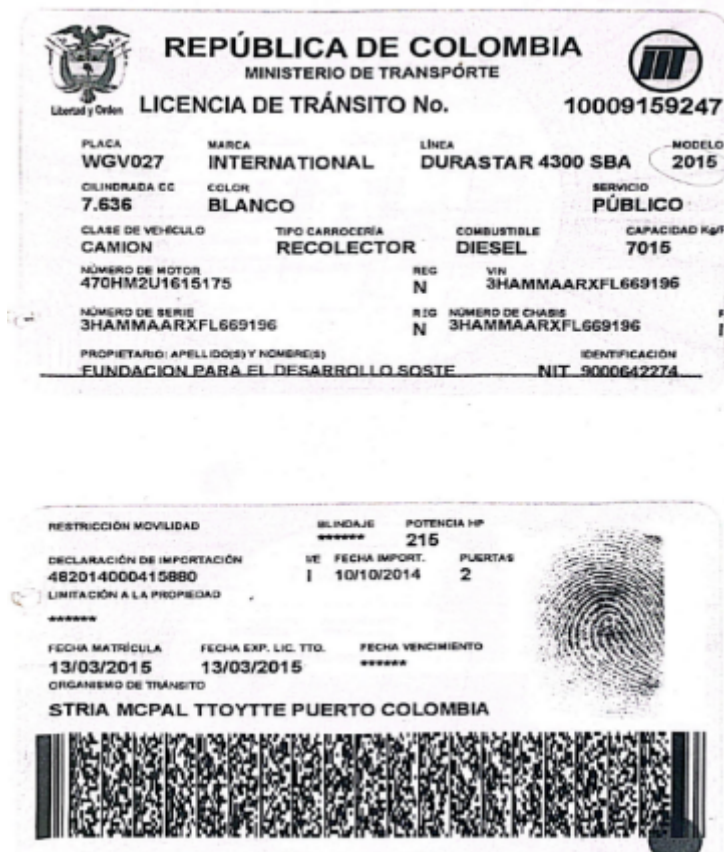 REPÚBLICA DE COLOMBIA
MINISTERIO DE TRANSPÓRTE
Libertad y Orden
LICENCIA DE TRÁNSITO No. 10009159247
PLACA MARCA LÍNEA MODELO
WGV027 INTERNATIONAL DURASTAR 4300 SBA 2015
CILINDRADA CC COLOR SERVICIO
7.636 BLANCO PÚBLICO
CLASE DE VEHÍCULO TIPO CARROCERÍA COMBUSTIBLE CAPACIDAD Kg/P
CAMION RECOLECTOR DIESEL 7015
NÚMERO DE MOTOR REG VIN
470HM2U1615175 N 3HAMMAARXFL669196
NÚMERO DE SERIE REG NÚMERO DE CHASIS
3HAMMAARXFL669196 N 3HAMMAARXFL669196
PROPIETARIO: APELLIDO(S) Y NOMBRE(S) IDENTIFICACIÓN
FUNDACION PARA EL DESARROLLO SOSTE NIT 9000642274
RESTRICCIÓN MOVILIDAD BLINDAJE POTENCIA HP
****** 215
DECLARACIÓN DE IMPORTACIÓN I/E FECHA IMPORT. PUERTAS
482014000415880 I 10/10/2014 2
LIMITACIÓN A LA PROPIEDAD
******
FECHA MATRÍCULA FECHA EXP. LIC. TTO. FECHA VENCIMIENTO
13/03/2015 13/03/2015 ******
ORGANISMO DE TRÁNSITO
STRIA MCPAL TTOYTTE PUERTO COLOMBIA